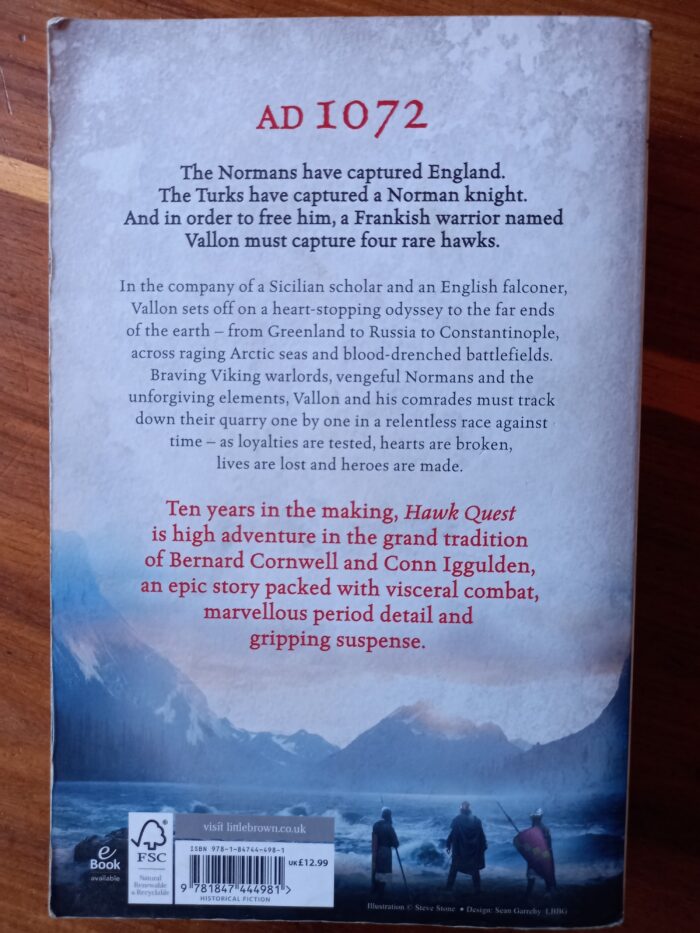 AD 1072
The Normans have captured England.
The Turks have captured a Norman knight.
And in order to free him, a Frankish warrior named
Vallon must capture four rare hawks.
In the company of a Sicilian scholar and an English falconer,
Vallon sets off on a heart-stopping odyssey to the far ends
of the earth – from Greenland to Russia to Constantinople,
across raging Arctic seas and blood-drenched battlefields.
Braving Viking warlords, vengeful Normans and the
unforgiving elements, Vallon and his comrades must track
down their quarry one by one in a relentless race against
time – as loyalties are tested, hearts are broken,
lives are lost and heroes are made.
Ten years in the making, Hawk Quest
is high adventure in the grand tradition
of Bernard Cornwell and Conn Iggulden,
an epic story packed with visceral combat,
marvellous period detail and
gripping suspense.
eBook
available
FSC
Natural
Renewable
& Recyclable
visit littlebrown.co.uk
ISBN 978-1-84744-498-1
UK£12.99
9 781847 444981 >
HISTORICAL FICTION
Illustration © Steve Stone • Design: Sean Garrehy LBBG